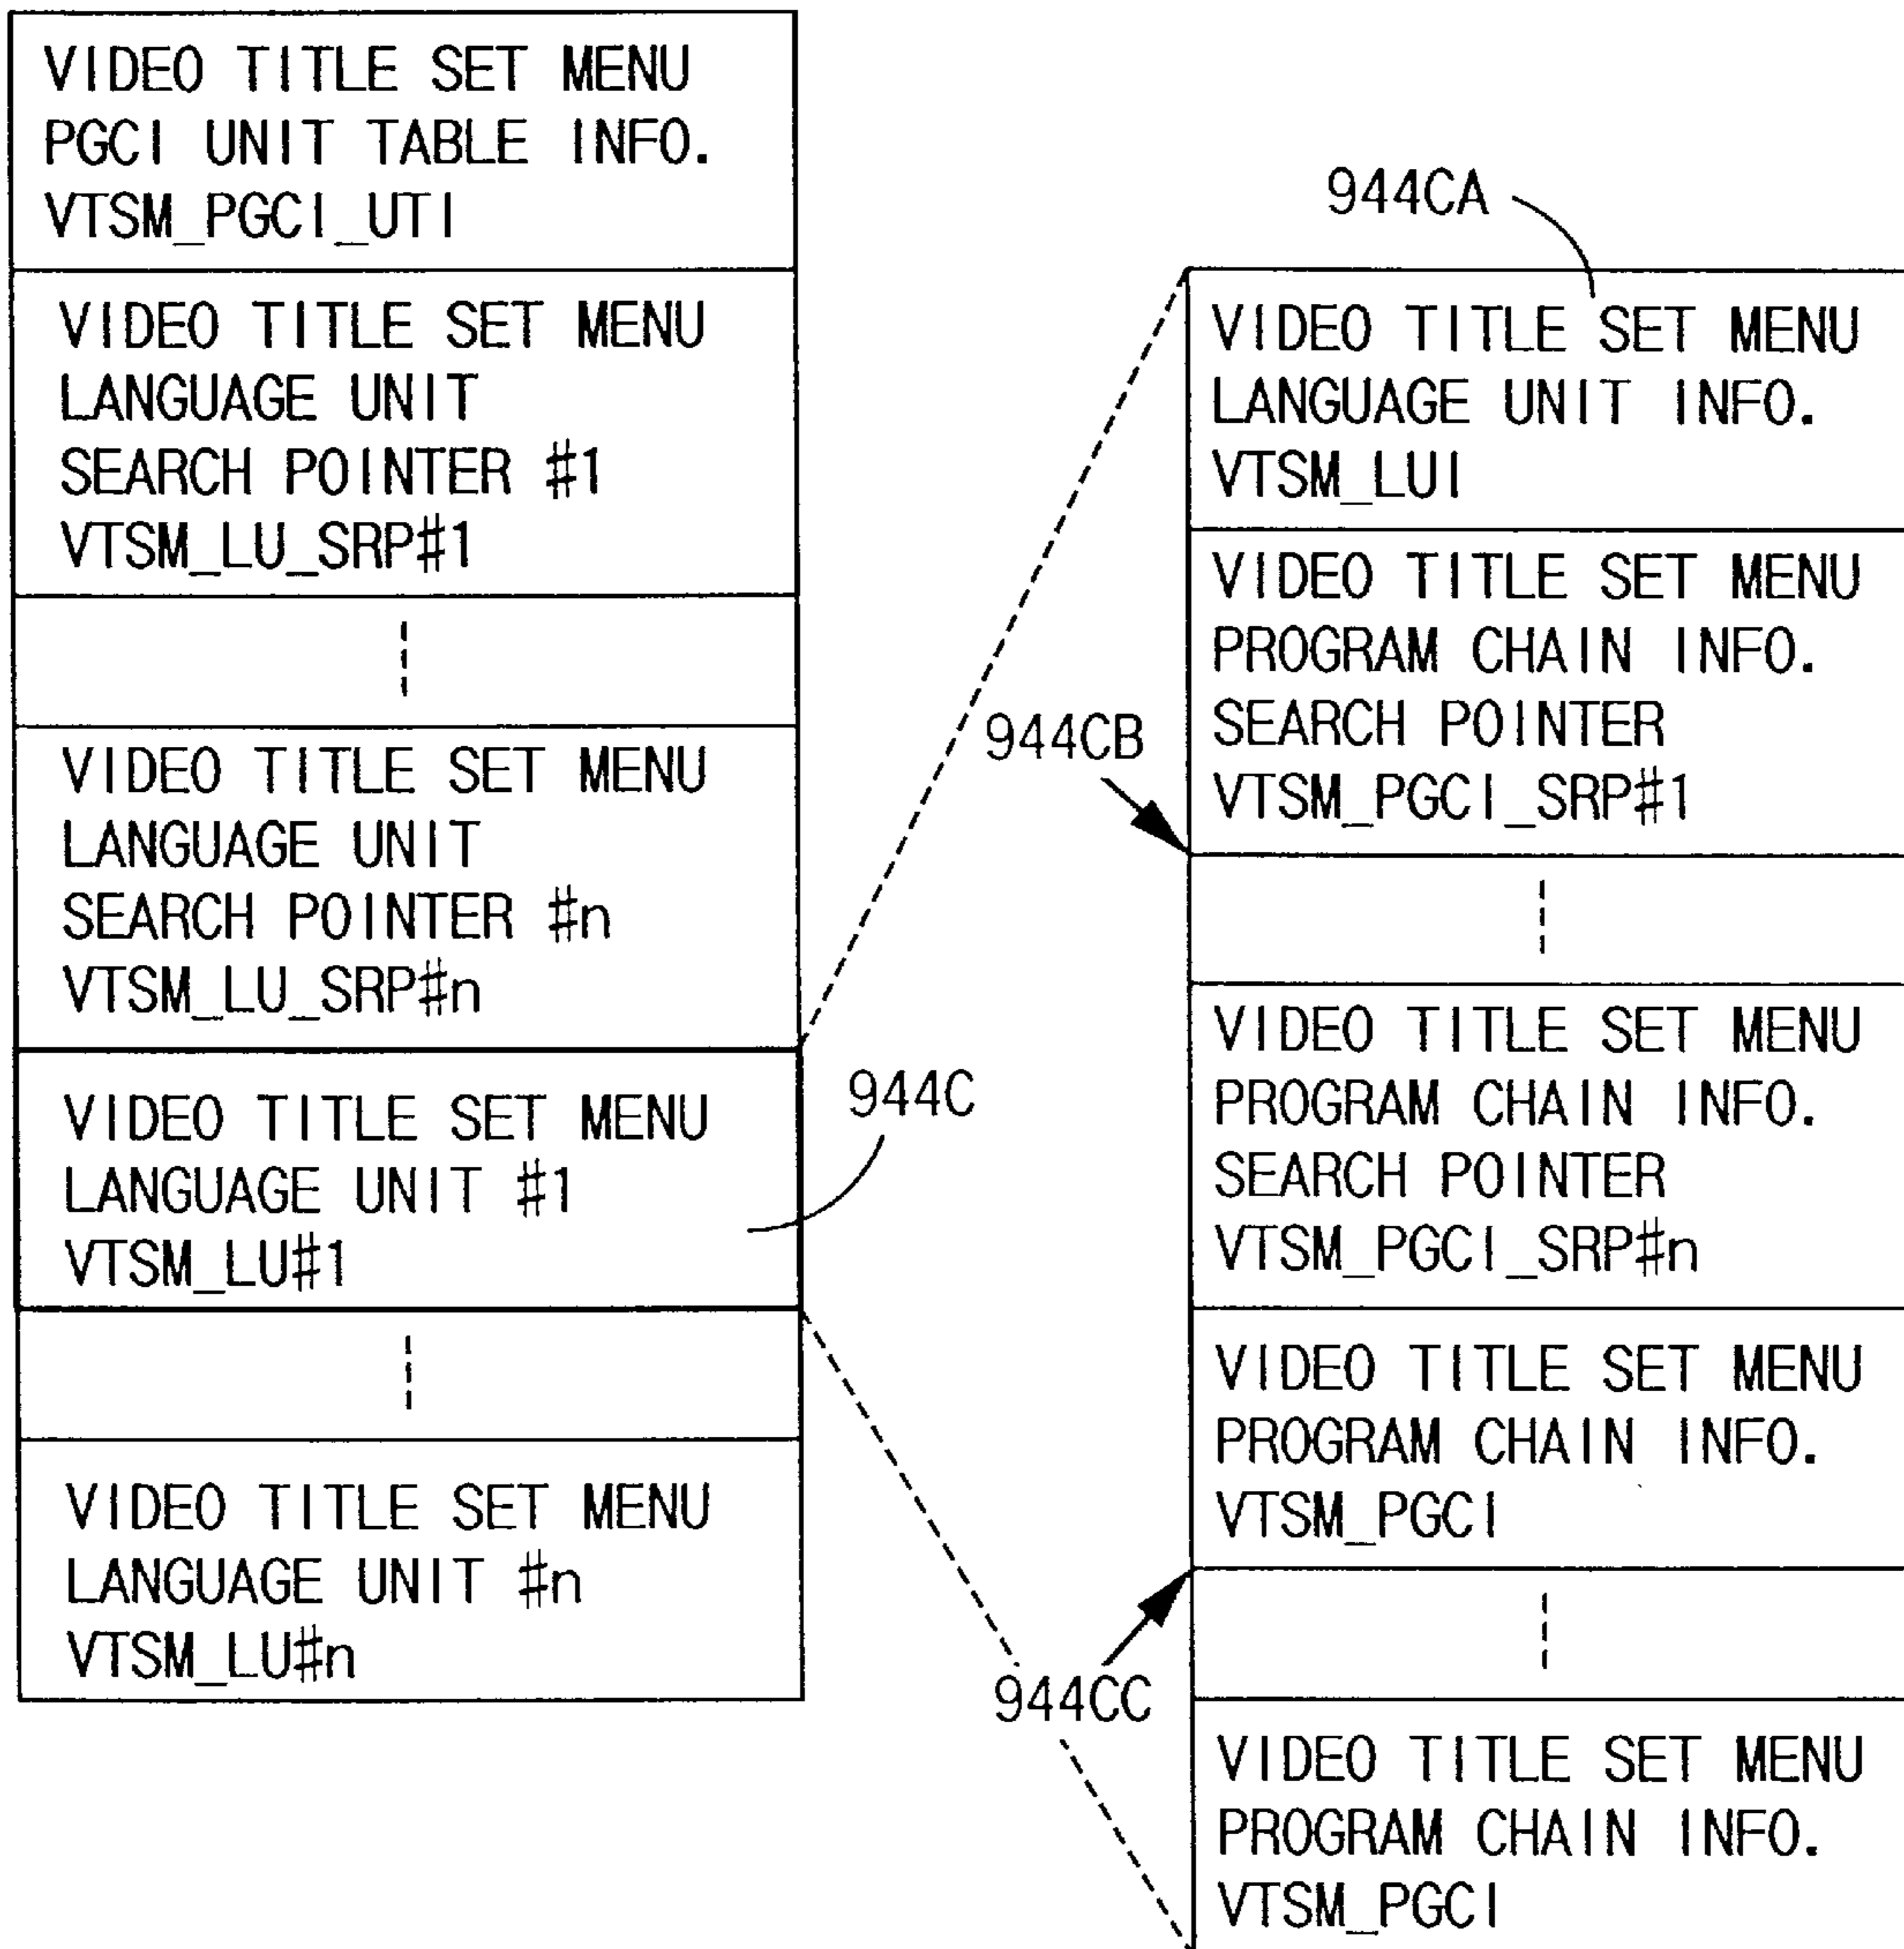 VIDEO TITLE SET MENU
PGCI UNIT TABLE INFO.
VTSM_PGCI_UTI
VIDEO TITLE SET MENU
LANGUAGE UNIT
SEARCH POINTER #1
VTSM_LU_SRP#1
VIDEO TITLE SET MENU
LANGUAGE UNIT
SEARCH POINTER #n
VTSM_LU_SRP#n
VIDEO TITLE SET MENU
LANGUAGE UNIT #1
VTSM_LU#1
VIDEO TITLE SET MENU
LANGUAGE UNIT #n
VTSM_LU#n
944C
944CA
944CB
944CC
VIDEO TITLE SET MENU
LANGUAGE UNIT INFO.
VTSM_LUI
VIDEO TITLE SET MENU
PROGRAM CHAIN INFO.
SEARCH POINTER
VTSM_PGCI_SRP#1
VIDEO TITLE SET MENU
PROGRAM CHAIN INFO.
SEARCH POINTER
VTSM_PGCI_SRP#n
VIDEO TITLE SET MENU
PROGRAM CHAIN INFO.
VTSM_PGCI
VIDEO TITLE SET MENU
PROGRAM CHAIN INFO.
VTSM_PGCI